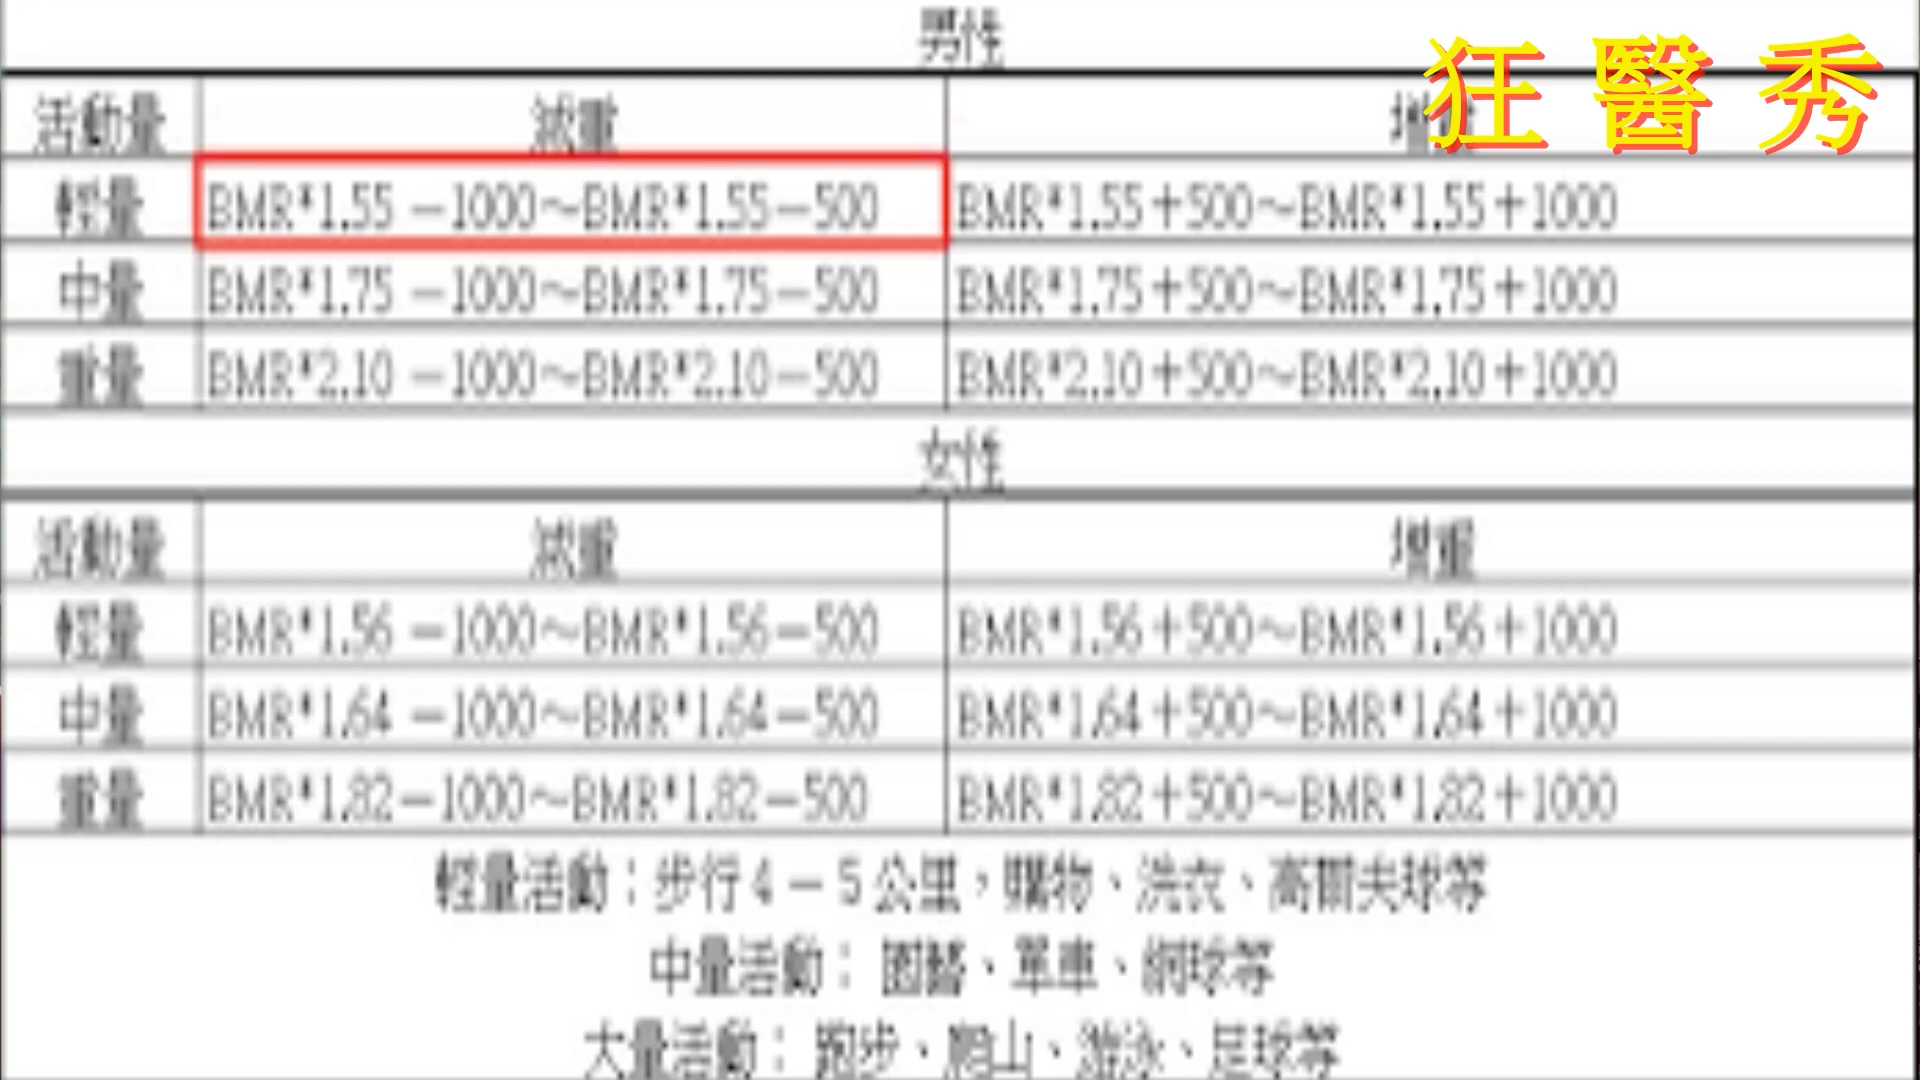 男性
狂醫秀
活動量 減重 增重
輕量 BMR*1.55－1000～BMR*1.55－500 BMR*1.55＋500～BMR*1.55＋1000
中量 BMR*1.75－1000～BMR*1.75－500 BMR*1.75＋500～BMR*1.75＋1000
重量 BMR*2.10－1000～BMR*2.10－500 BMR*2.10＋500～BMR*2.10＋1000
女性
活動量 減重 增重
輕量 BMR*1.56－1000～BMR*1.56－500 BMR*1.56＋500～BMR*1.56＋1000
中量 BMR*1.64－1000～BMR*1.64－500 BMR*1.64＋500～BMR*1.64＋1000
重量 BMR*1.82－1000～BMR*1.82－500 BMR*1.82＋500～BMR*1.82＋1000
輕量活動：步行4－5公里，購物、洗衣、高爾夫球等
中量活動：園藝、單車、網球等
大量活動：跑步、爬山、游泳、足球等